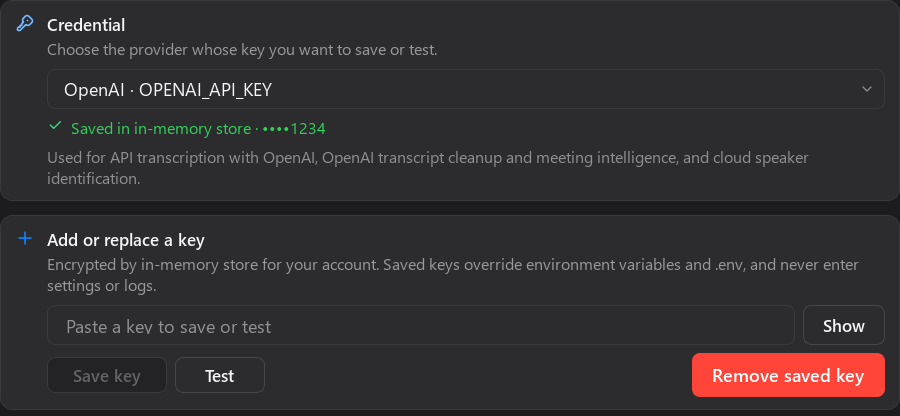 Credential
Choose the provider whose key you want to save or test.
OpenAI · OPENAI_API_KEY
Saved in in-memory store · ••••1234
Used for API transcription with OpenAI, OpenAI transcript cleanup and meeting intelligence, and cloud speaker
identification.
Add or replace a key
Encrypted by in-memory store for your account. Saved keys override environment variables and .env, and never enter
settings or logs.
Paste a key to save or test
Show
Save key
Test
Remove saved key